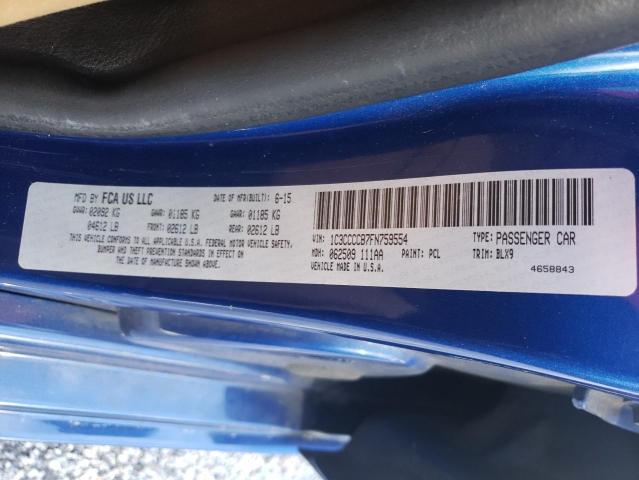 MFD BY FCA US LLC DATE OF MFR(BUILT): 6-15
GVWR: 02092 KG GAWR: 01185 KG GAWR: 01185 KG
04612 LB FRONT: 02612 LB REAR: 02612 LB
THIS VEHICLE CONFORMS TO ALL APPLICABLE U.S.A. FEDERAL MOTOR VEHICLE SAFETY,
BUMPER AND THEFT PREVENTION STANDARDS IN EFFECT ON
THE DATE OF MANUFACTURE SHOWN ABOVE.
VIN: 1C3CCCCB7FN759554 TYPE: PASSENGER CAR
MDH: 062509 111AA PAINT: PCL TRIM: BLX9
VEHICLE MADE IN U.S.A.
4658843